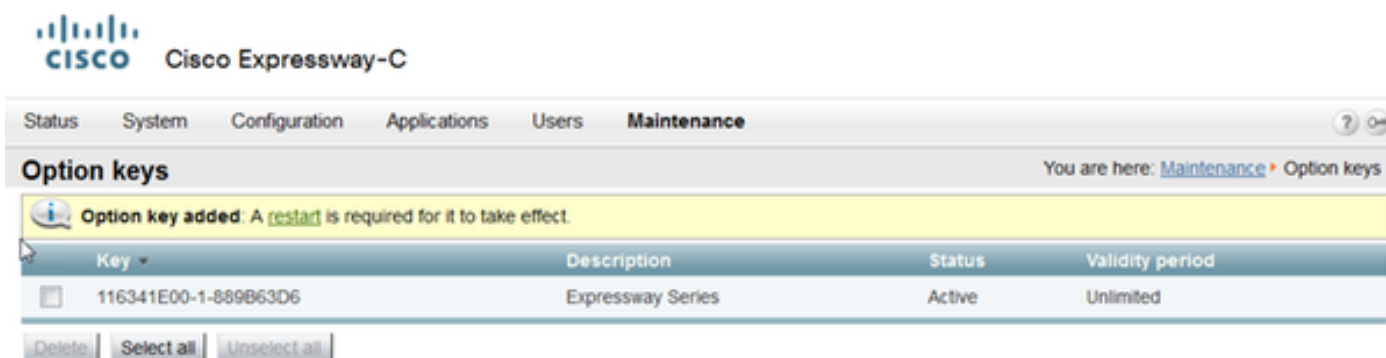 CISCO Cisco Expressway-C
Status System Configuration Applications Users Maintenance ?
Option keys You are here: Maintenance Option keys
i Option key added: A restart is required for it to take effect.
Key Description Status Validity period
116341E00-1-889B63D6 Expressway Series Active Unlimited
Delete Select all Unselect all